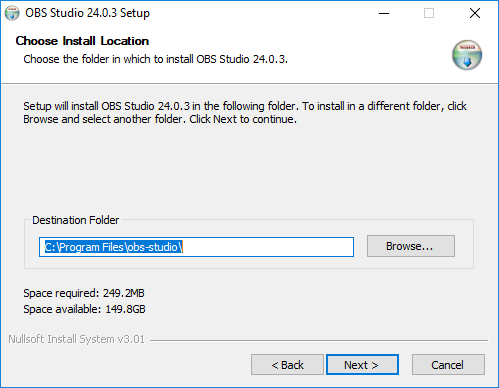 OBS Studio 24.0.3 Setup
Choose Install Location
Choose the folder in which to install OBS Studio 24.0.3.
Setup will install OBS Studio 24.0.3 in the following folder. To install in a different folder, click
Browse and select another folder. Click Next to continue.
Destination Folder
C:\Program Files\obs-studio\
Browse...
Space required: 249.2MB
Space available: 149.8GB
Nullsoft Install System v3.01
< Back
Next >
Cancel